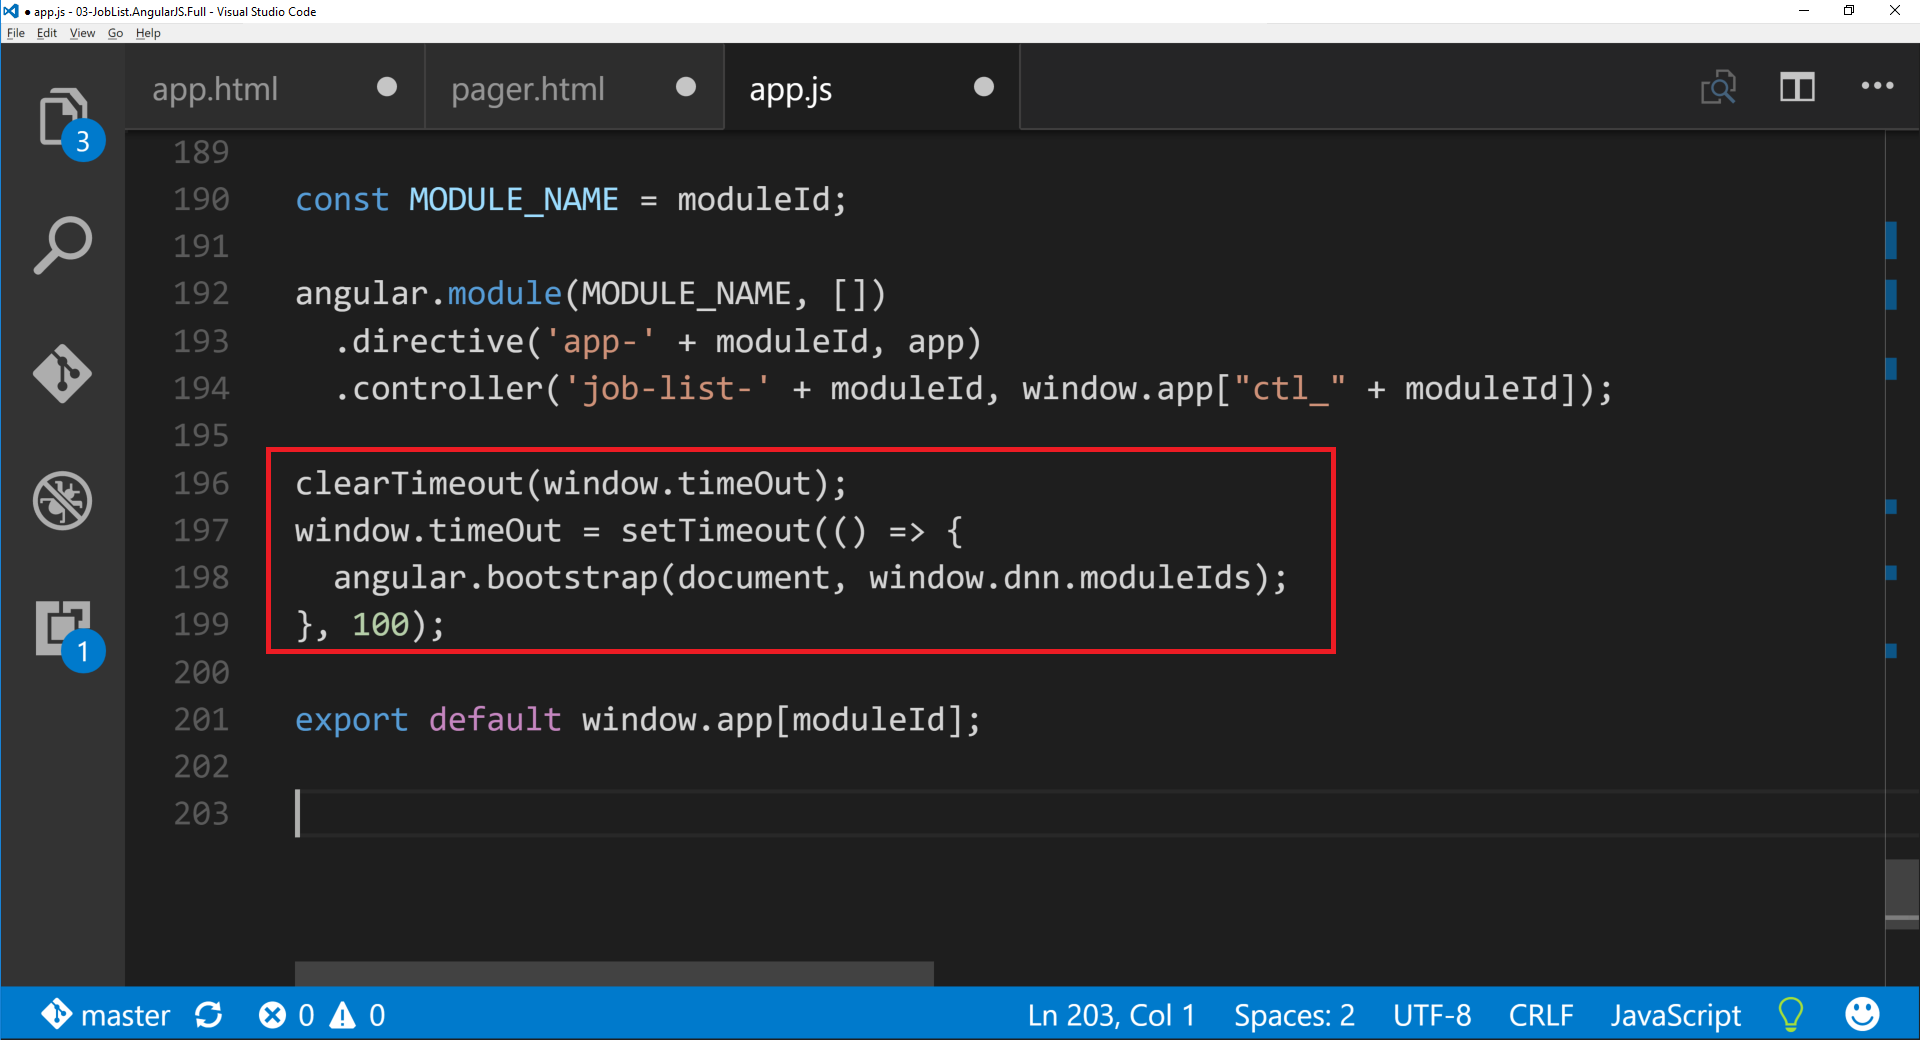 ● app.js - 03-JobList.AngularJS.Full - Visual Studio Code
File Edit View Go Help
app.html ● pager.html ● app.js ●
3
1
189
190 const MODULE_NAME = moduleId;
191
192 angular.module(MODULE_NAME, [])
193 .directive('app-' + moduleId, app)
194 .controller('job-list-' + moduleId, window.app["ctl_" + moduleId]);
195
196 clearTimeout(window.timeOut);
197 window.timeOut = setTimeout(() => {
198 angular.bootstrap(document, window.dnn.moduleIds);
199 }, 100);
200
201 export default window.app[moduleId];
202
203
master 0 0 Ln 203, Col 1 Spaces: 2 UTF-8 CRLF JavaScript